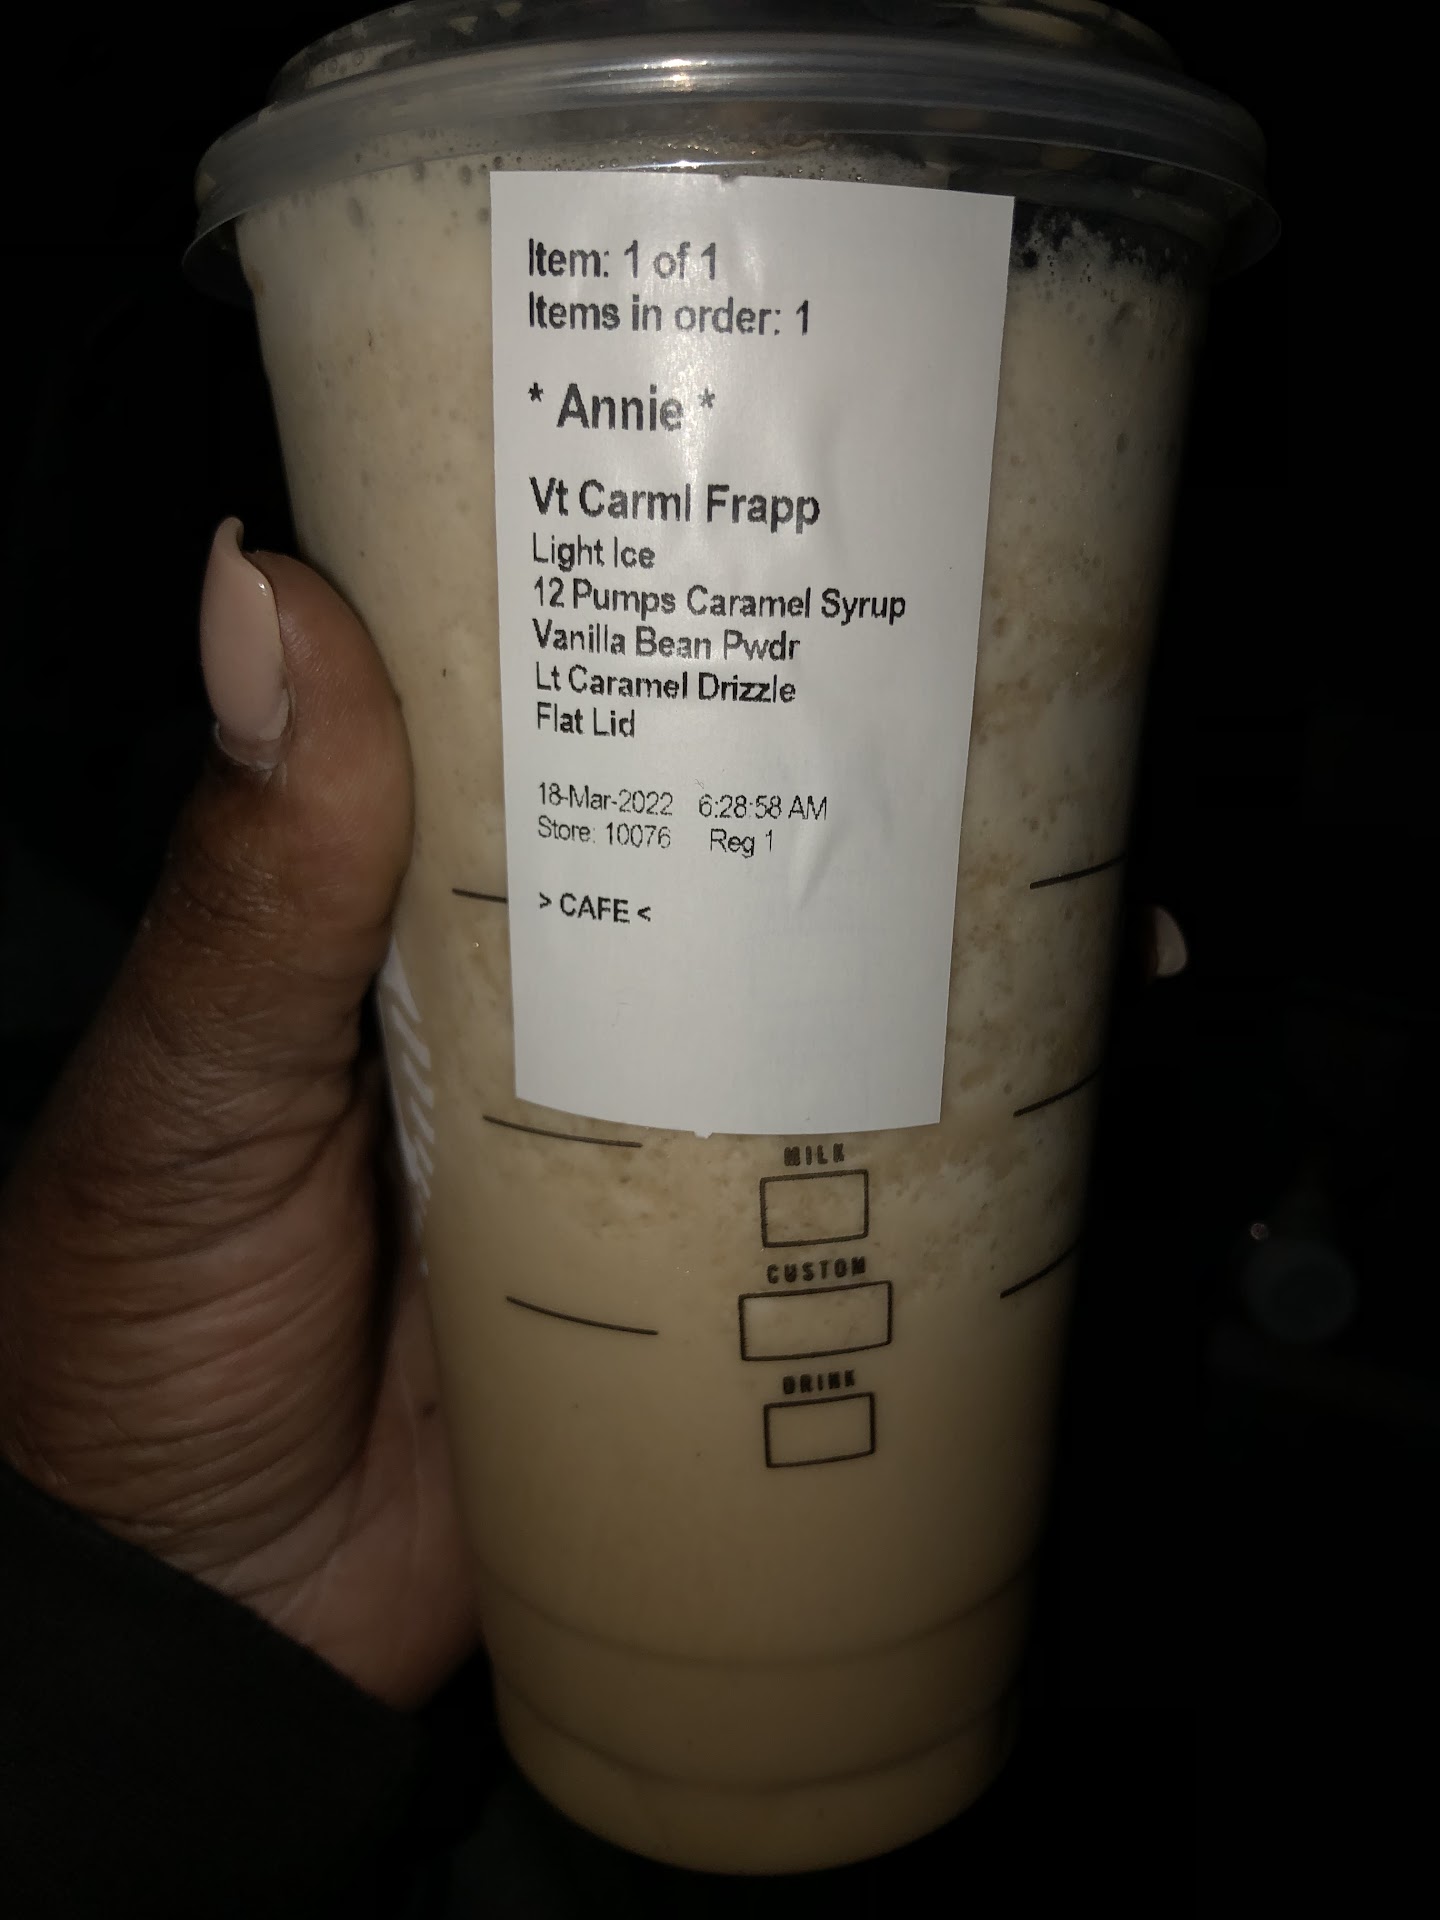 Item: 1 of 1
Items in order: 1
* Annie *
Vt Carml Frapp
Light Ice
12 Pumps Caramel Syrup
Vanilla Bean Pwdr
Lt Caramel Drizzle
Flat Lid
18-Mar-2022 6:28:58 AM
Store: 10076 Reg 1
> CAFE <
MILK
CUSTOM
DRINK